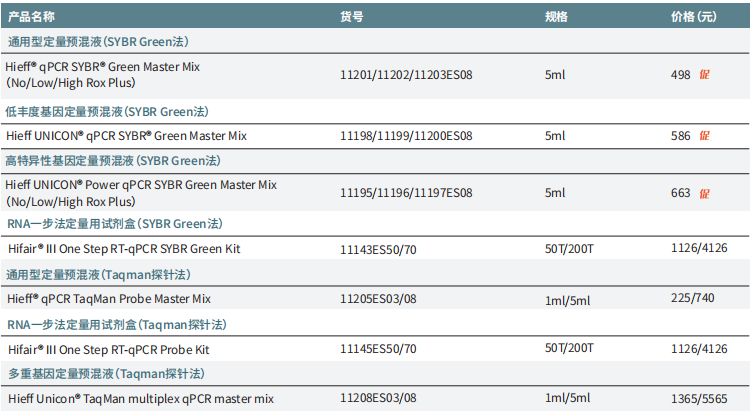 产品名称 货号 规格 价格（元）
通用型定量预混液（SYBR Green法）
Hieff® qPCR SYBR® Green Master Mix
（No/Low/High Rox Plus） 11201/11202/11203ES08 5ml 498 促
低丰度基因定量预混液（SYBR Green法）
Hieff UNICON® qPCR SYBR® Green Master Mix 11198/11199/11200ES08 5ml 586 促
高特异性基因定量预混液（SYBR Green法）
Hieff UNICON® Power qPCR SYBR Green Master Mix
（No/Low/High Rox Plus） 11195/11196/11197ES08 5ml 663 促
RNA一步法定量用试剂盒（SYBR Green法）
Hifair® III One Step RT-qPCR SYBR Green Kit 11143ES50/70 50T/200T 1126/4126
通用型定量预混液（Taqman探针法）
Hieff® qPCR TaqMan Probe Master Mix 11205ES03/08 1ml/5ml 225/740
RNA一步法定量用试剂盒（Taqman探针法）
Hifair® III One Step RT-qPCR Probe Kit 11145ES50/70 50T/200T 1126/4126
多重基因定量预混液（Taqman探针法）
Hieff Unicon® TaqMan multiplex qPCR master mix 11208ES03/08 1ml/5ml 1365/5565